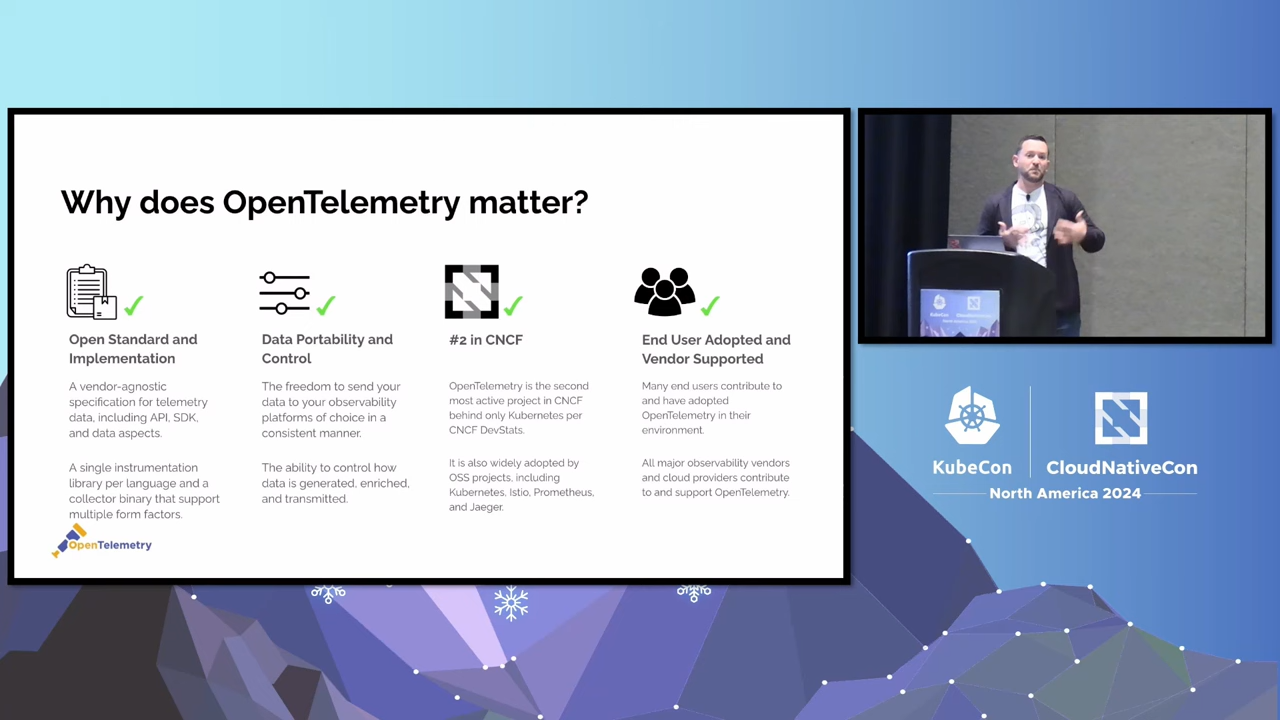 Why does OpenTelemetry matter?
Open Standard and
Implementation
A vendor-agnostic
specification for telemetry
data, including API, SDK,
and data aspects.
A single instrumentation
library per language and a
collector binary that support
multiple form factors.
Data Portability and
Control
The freedom to send your
data to your observability
platforms of choice in a
consistent manner.
The ability to control how
data is generated, enriched,
and transmitted.
#2 in CNCF
OpenTelemetry is the second
most active project in CNCF
behind only Kubernetes per
CNCF DevStats.
It is also widely adopted by
OSS projects, including
Kubernetes, Istio, Prometheus,
and Jaeger.
End User Adopted and
Vendor Supported
Many end users contribute to
and have adopted
OpenTelemetry in their
environment.
All major observability vendors
and cloud providers contribute
to and support OpenTelemetry.
OpenTelemetry
KubeCon
CloudNativeCon
North America 2024